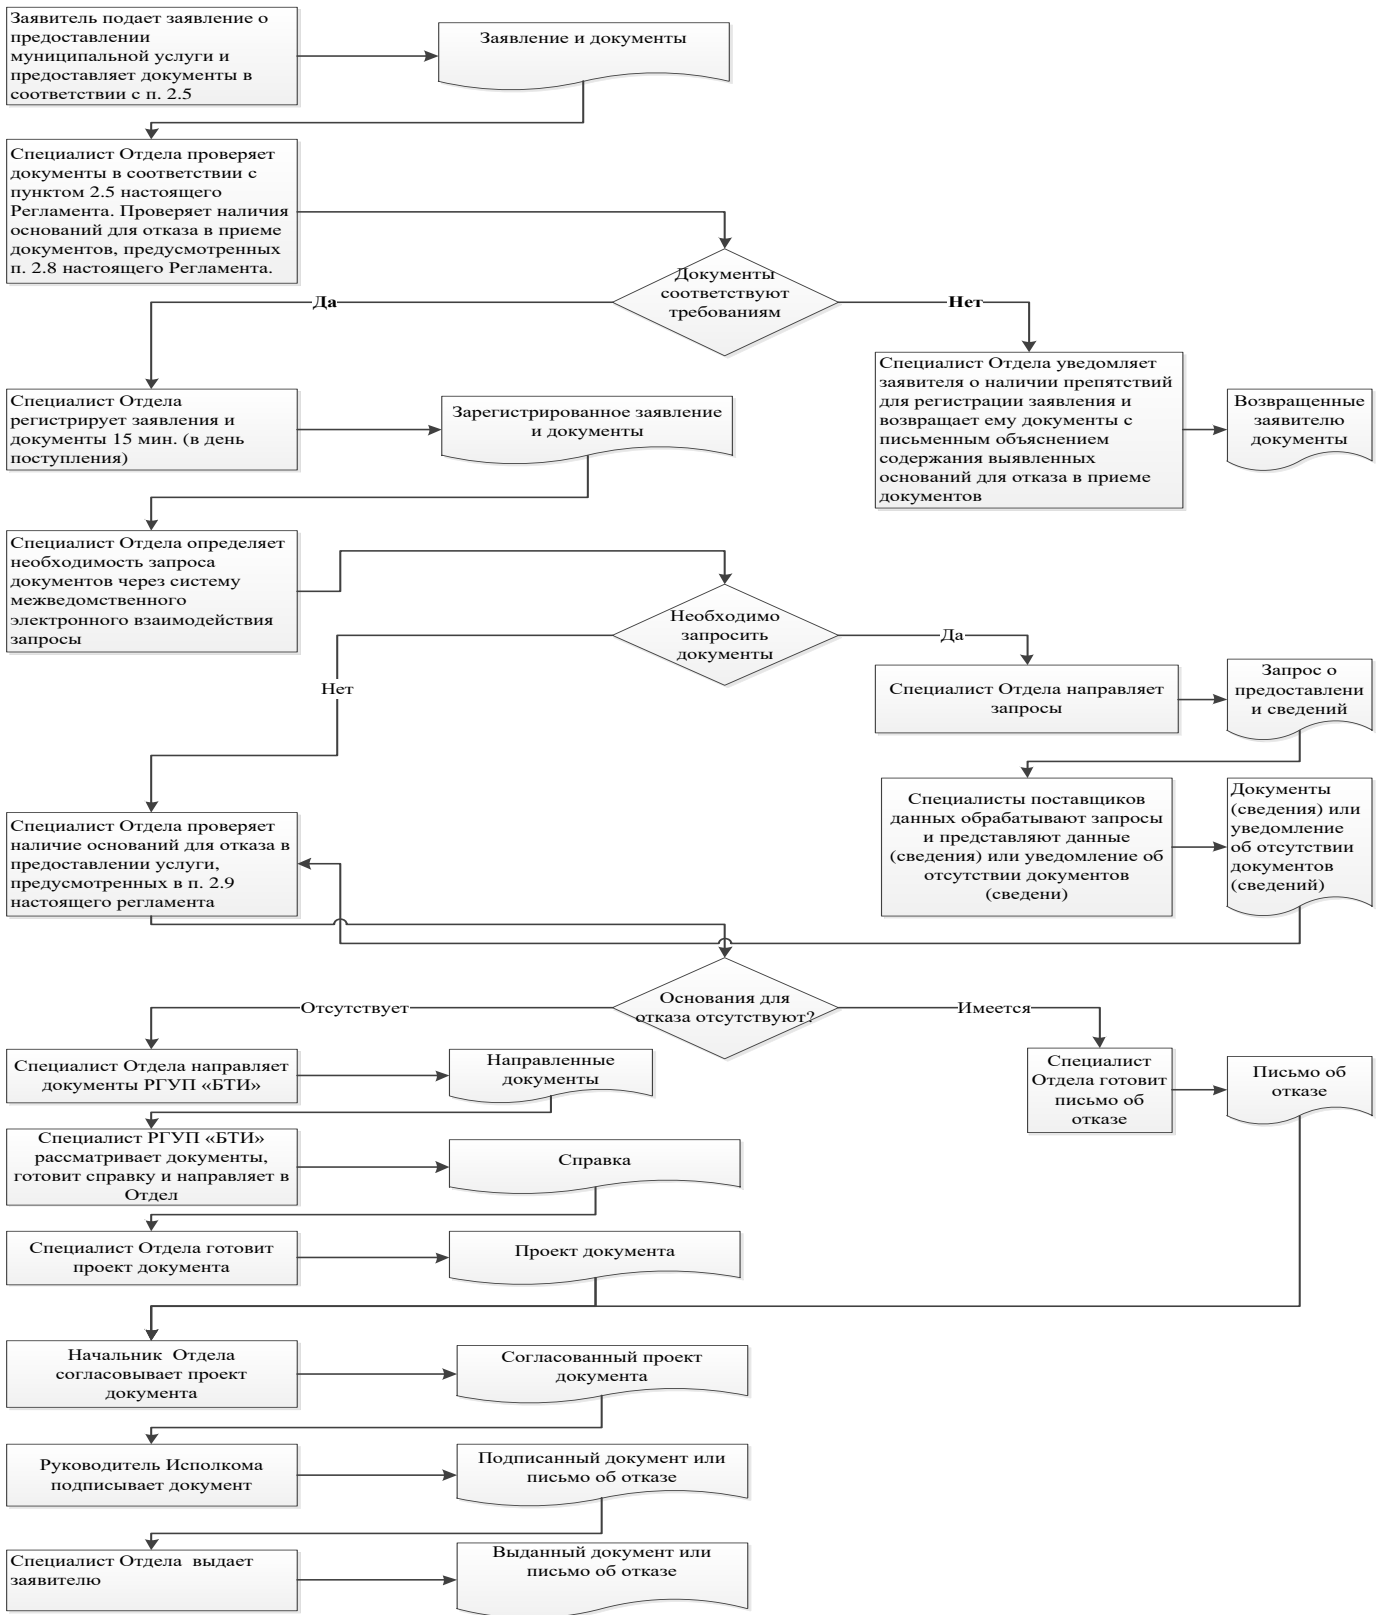 Заявитель подает заявление о
предоставлении
муниципальной услуги и
предоставляет документы в
соответствии с п. 2.5
Заявление и документы
Специалист Отдела проверяет
документы в соответствии с
пунктом 2.5 настоящего
Регламента. Проверяет наличия
оснований для отказа в приеме
документов, предусмотренных
п. 2.8 настоящего Регламента.
Документы
соответствуют
требованиям
Да
Нет
Специалист Отдела
регистрирует заявления и
документы 15 мин. (в день
поступления)
Зарегистрированное заявление
и документы
Специалист Отдела уведомляет
заявителя о наличии препятствий
для регистрации заявления и
возвращает ему документы с
письменным объяснением
содержания выявленных
оснований для отказа в приеме
документов
Возвращенные
заявителю
документы
Специалист Отдела определяет
необходимость запроса
документов через систему
межведомственного
электронного взаимодействия
запросы
Необходимо
запросить
документы
Да
Нет
Специалист Отдела направляет
запросы
Запрос о
предоставлени
и сведений
Специалисты поставщиков
данных обрабатывают запросы
и представляют данные
(сведения) или уведомление об
отсутствии документов
(сведени)
Документы
(сведения) или
уведомление
об отсутствии
документов
(сведений)
Специалист Отдела проверяет
наличие оснований для отказа в
предоставлении услуги,
предусмотренных в п. 2.9
настоящего регламента
Основания для
отказа отсутствуют?
Отсутствует
Имеется
Специалист Отдела направляет
документы РГУП «БТИ»
Направленные
документы
Специалист
Отдела готовит
письмо об
отказе
Письмо об
отказе
Специалист РГУП «БТИ»
рассматривает документы,
готовит справку и направляет в
Отдел
Справка
Специалист Отдела готовит
проект документа
Проект документа
Начальник Отдела
согласовывает проект
документа
Согласованный проект
документа
Руководитель Исполкома
подписывает документ
Подписанный документ или
письмо об отказе
Специалист Отдела выдает
заявителю
Выданный документ или
письмо об отказе